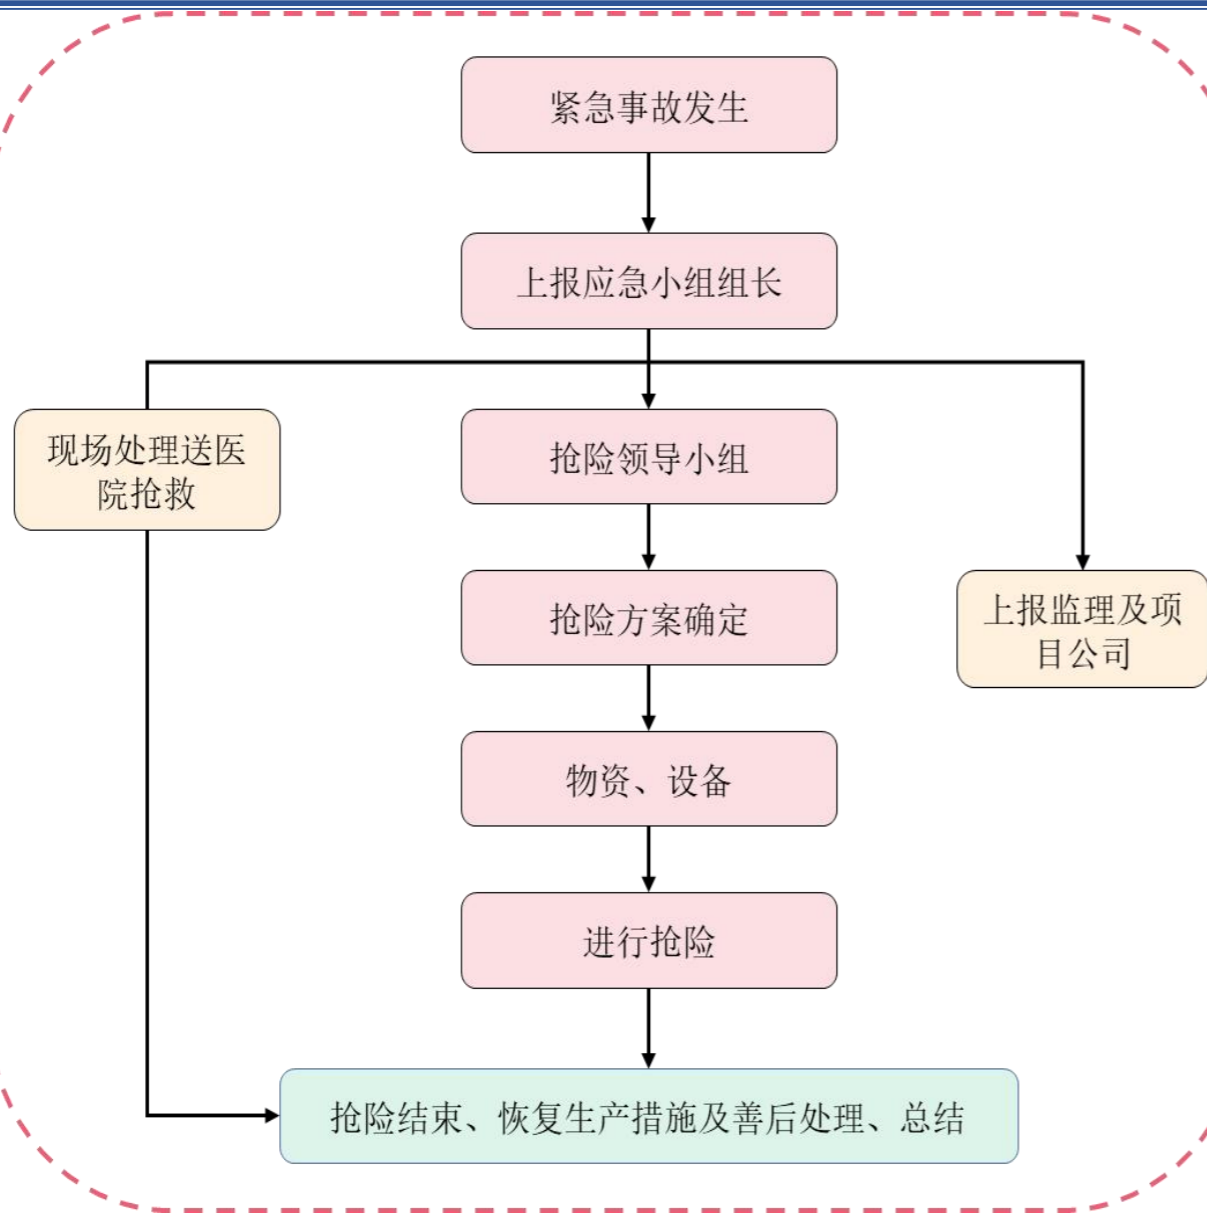 紧急事故发生
上报应急小组组长
现场处理送医
院抢救
抢险领导小组
抢险方案确定
上报监理及项
目公司
物资、设备
进行抢险
抢险结束、恢复生产措施及善后处理、总结